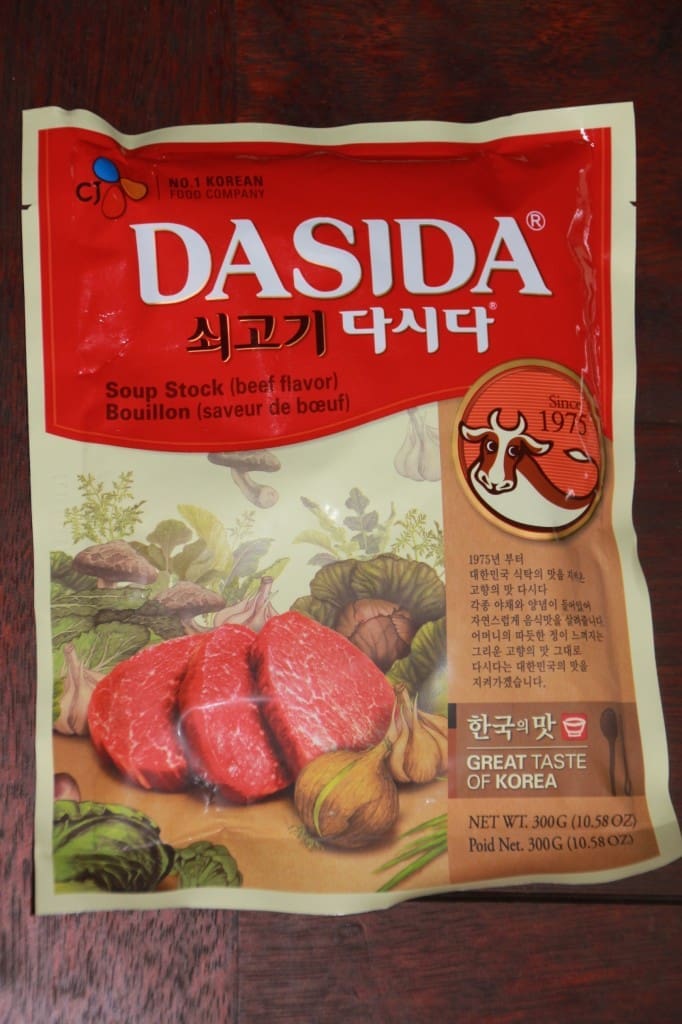 CJ
NO.1 KOREAN
FOOD COMPANY
DASIDA®
쇠고기 다시다®
Soup Stock (beef flavor)
Bouillon (saveur de bœuf)
Since
1975
1975년 부터
대한민국 식탁의 맛을 지켜온
고향의 맛 다시다
각종 야채와 양념이 들어있어
자연스럽게 음식맛을 살려줍니다.
어머니의 따듯한 정이 느껴지는
그리운 고향의 맛 그대로
다시다는 대한민국의 맛을
지켜가겠습니다.
한국의 맛
GREAT TASTE
OF KOREA
NET WT. 300G (10.58 OZ)
Poid Net. 300G (10.58 OZ)